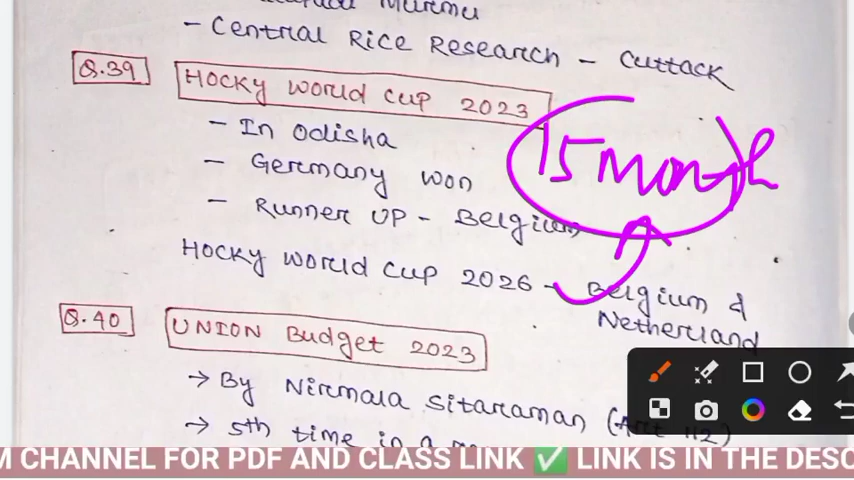 Murmu
- Central Rice Research - Cuttack
Q.39 HOCKY WORLD CUP 2023
- In Odisha
- Germany won
- Runner UP - Belgium
15 month
HOCKY WORLD CUP 2026 - Belgium &
Netherland
Q.40 UNION Budget 2023
→ By Nirmala Sitaraman (Art 112)
→ 5th time in a
M CHANNEL FOR PDF AND CLASS LINK ✅ LINK IS IN THE DESC